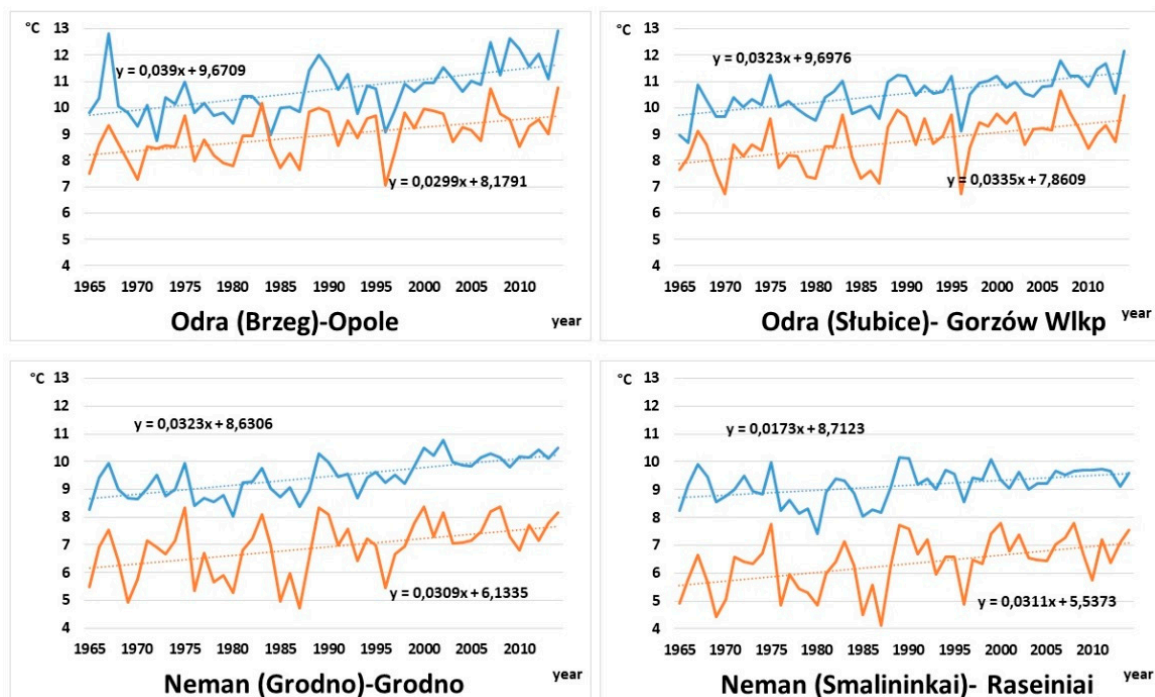 °C
13
12
11
10
9
8
7
6
5
4
y = 0,039x + 9,6709
y = 0,0299x + 8,1791
1965 1970 1975 1980 1985 1990 1995 2000 2005 2010
Odra (Brzeg)-Opole
year
°C
13
12
11
10
9
8
7
6
5
4
y = 0,0323x + 9,6976
y = 0,0335x + 7,8609
1965 1970 1975 1980 1985 1990 1995 2000 2005 2010
Odra (Słubice)- Gorzów Wlkp
year
°C
13
12
11
10
9
8
7
6
5
4
y = 0,0323x + 8,6306
y = 0,0309x + 6,1335
1965 1970 1975 1980 1985 1990 1995 2000 2005 2010
Neman (Grodno)-Grodno
year
°C
13
12
11
10
9
8
7
6
5
4
y = 0,0173x + 8,7123
y = 0,0311x + 5,5373
1965 1970 1975 1980 1985 1990 1995 2000 2005 2010
Neman (Smalininkai)- Raseiniai
year